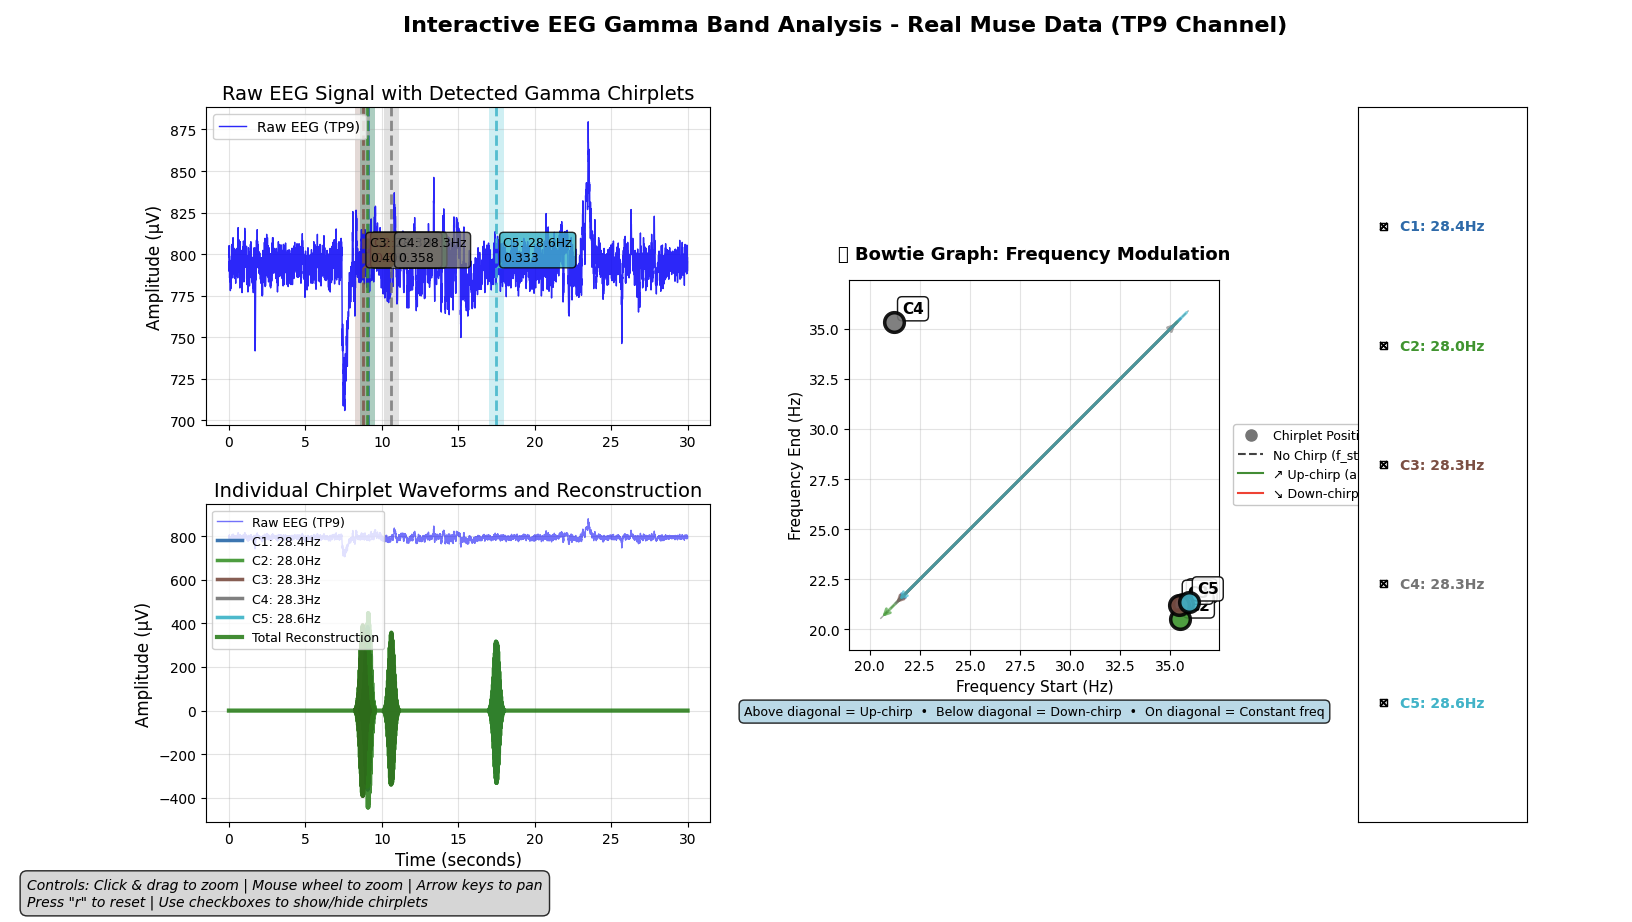 Interactive EEG Gamma Band Analysis - Real Muse Data (TP9 Channel)
Raw EEG Signal with Detected Gamma Chirplets
Raw EEG (TP9)
875
850
825
800
775
750
725
700
Amplitude (µV)
C3:
0.40
C4: 28.3Hz
0.358
C5: 28.6Hz
0.333
0
5
10
15
20
25
30
Individual Chirplet Waveforms and Reconstruction
Raw EEG (TP9)
C1: 28.4Hz
C2: 28.0Hz
C3: 28.3Hz
C4: 28.3Hz
C5: 28.6Hz
Total Reconstruction
800
600
400
200
0
−200
−400
Amplitude (µV)
0
5
10
15
20
25
30
Time (seconds)
Controls: Click & drag to zoom | Mouse wheel to zoom | Arrow keys to pan
Press "r" to reset | Use checkboxes to show/hide chirplets
Bowtie Graph: Frequency Modulation
C4
C5
35.0
32.5
30.0
27.5
25.0
22.5
20.0
Frequency End (Hz)
20.0
22.5
25.0
27.5
30.0
32.5
35.0
Frequency Start (Hz)
Above diagonal = Up-chirp • Below diagonal = Down-chirp • On diagonal = Constant freq
Chirplet Positi
No Chirp (f_st
↗ Up-chirp (a
↘ Down-chirp
C1: 28.4Hz
C2: 28.0Hz
C3: 28.3Hz
C4: 28.3Hz
C5: 28.6Hz